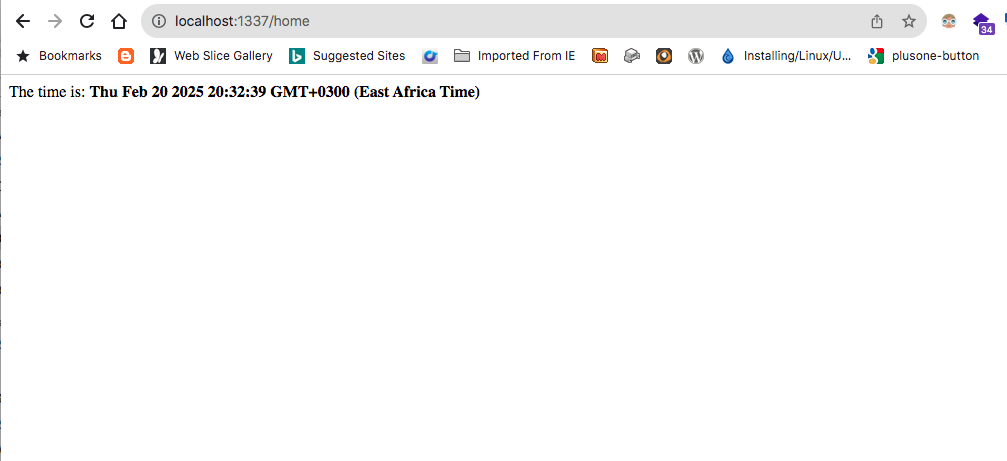 localhost:1337/home
34
Bookmarks Web Slice Gallery Suggested Sites Imported From IE Installing/Linux/U... plusone-button
The time is: Thu Feb 20 2025 20:32:39 GMT+0300 (East Africa Time)